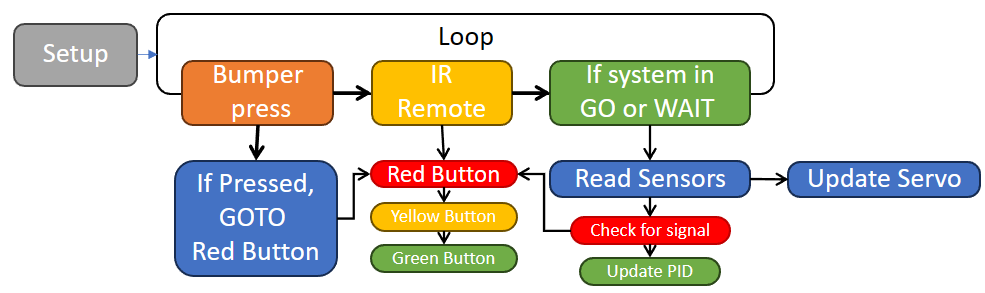 Loop
Setup
Bumper
press
IR
Remote
If system in
GO or WAIT
If Pressed,
GOTO
Red Button
Red Button
Yellow Button
Green Button
Read Sensors
Update Servo
Check for signal
Update PID